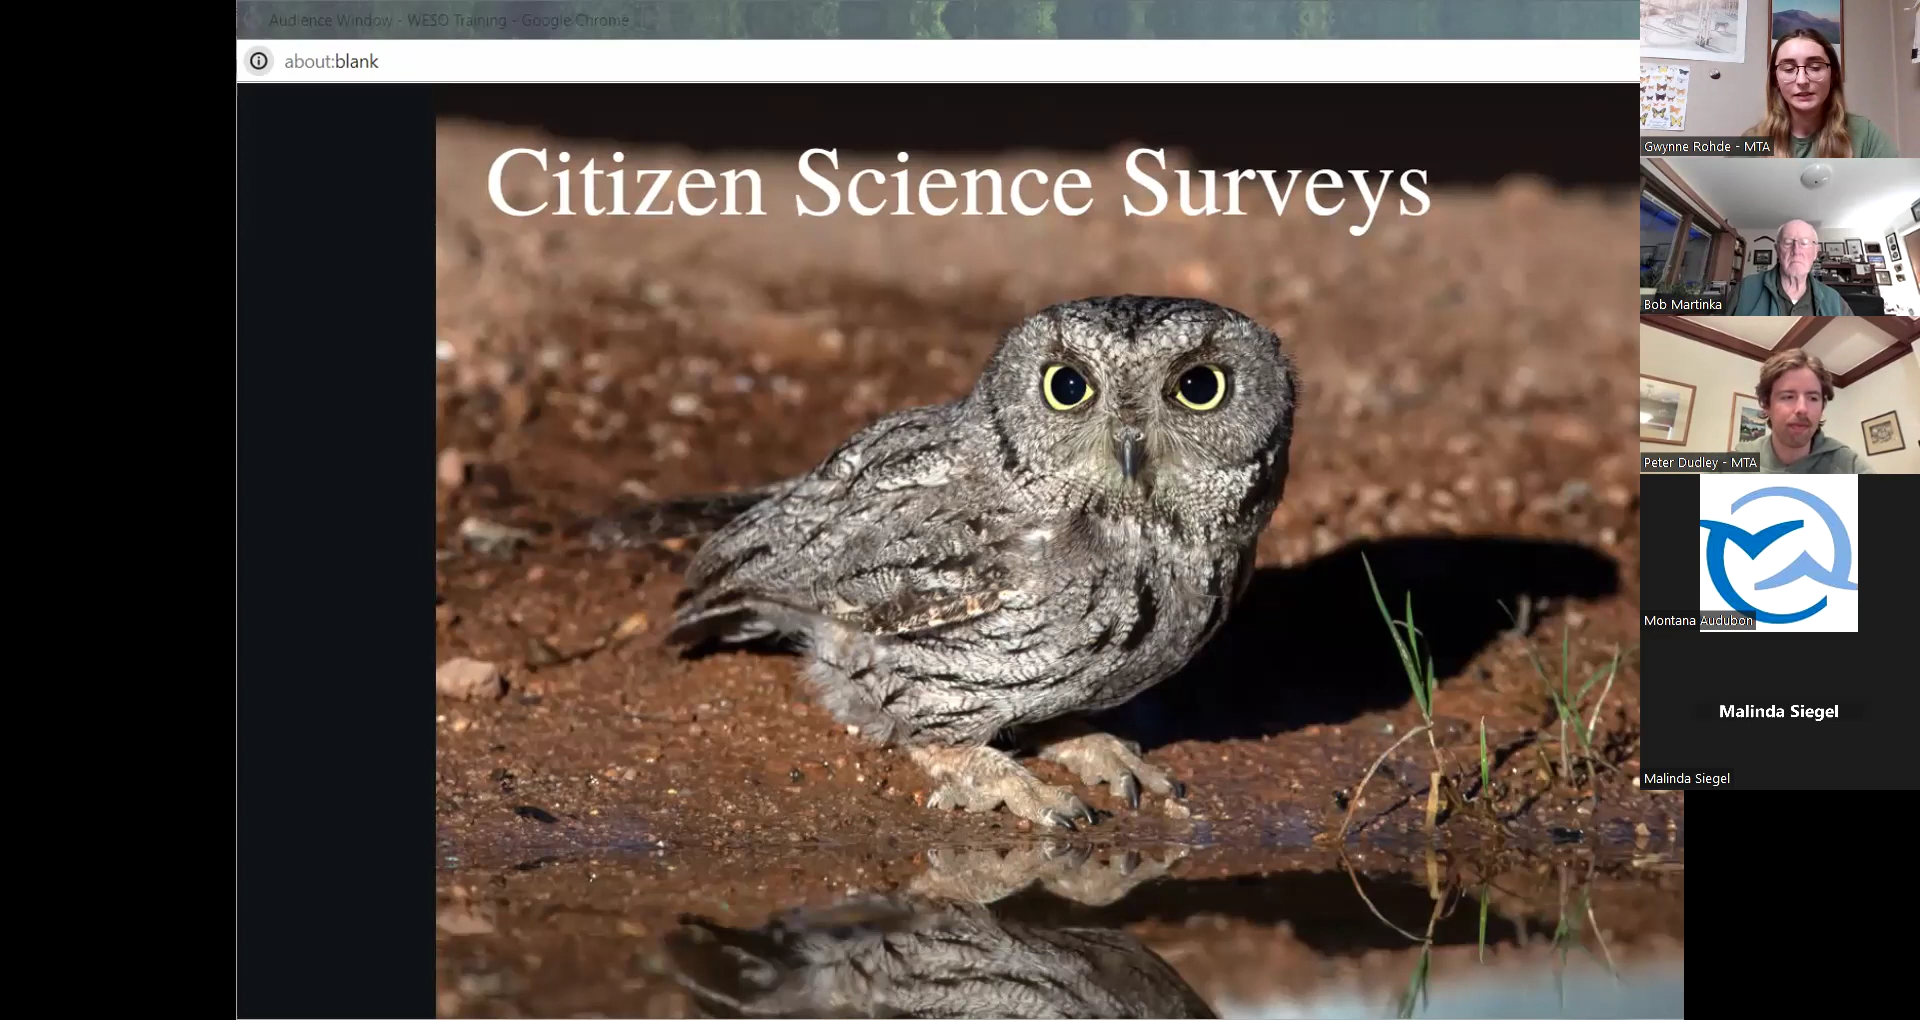 Audience Window - WESO Training - Google Chrome
about:blank
Citizen Science Surveys
Gwynne Rohde - MTA
Bob Martinka
Peter Dudley - MTA
Montana Audubon
Malinda Siegel
Malinda Siegel